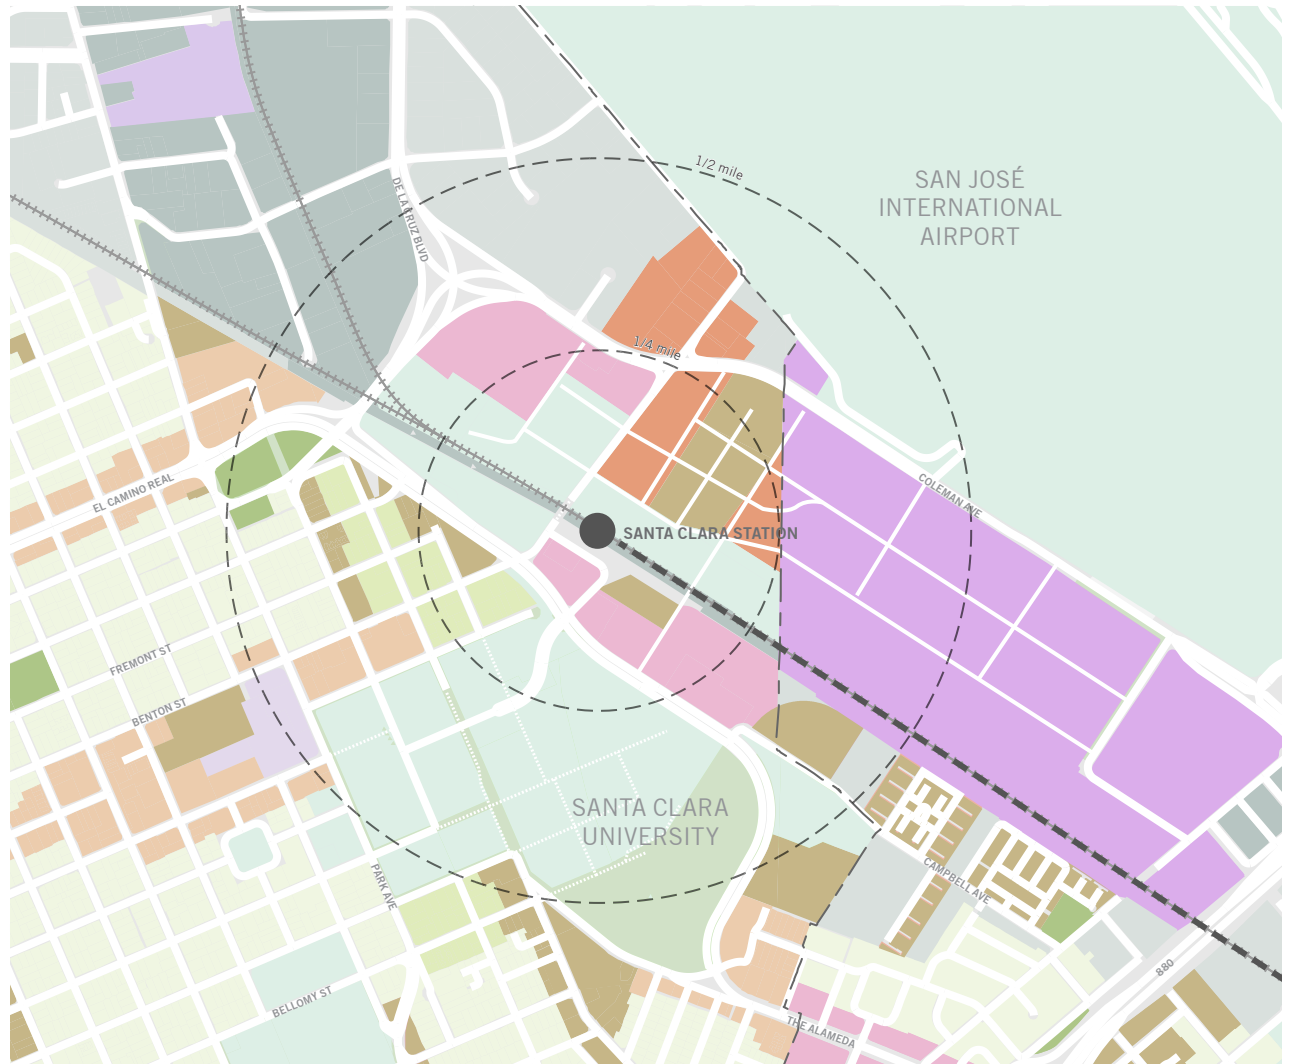 1/2 mile
SAN JOSÉ
INTERNATIONAL
AIRPORT
DE LA CRUZ BLVD
1/4 mile
COLEMAN AVE
EL CAMINO REAL
SANTA CLARA STATION
FREMONT ST
BENTON ST
SANTA CLARA
UNIVERSITY
PARK AVE
CAMPBELL AVE
880
BELLOMY ST
THE ALAMEDA